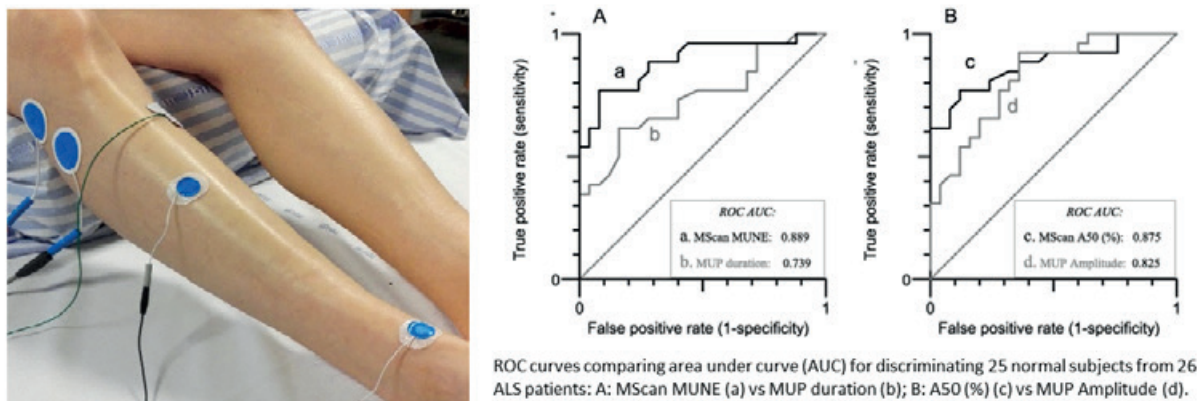 A
B
1
True positive rate (sensitivity)
a
b
ROC AUC:
a. MScan MUNE: 0.889
b. MUP duration: 0.739
0
0
1
False positive rate (1-specificity)
1
True positive rate (sensitivity)
c
d
ROC AUC:
c. MScan A50 (%): 0.875
d. MUP Amplitude: 0.825
0
0
1
False positive rate (1-specificity)
ROC curves comparing area under curve (AUC) for discriminating 25 normal subjects from 26
ALS patients: A: MScan MUNE (a) vs MUP duration (b); B: A50 (%) (c) vs MUP Amplitude (d).